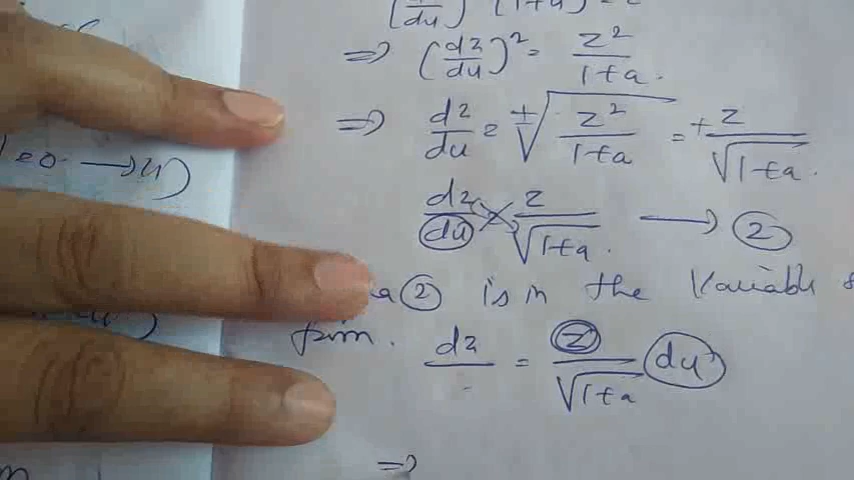 (dz/du)² = z²/1+a.
⇒ dz/du = ±√(z²/1+a) = + z/√1+a.
dz/du = z/√1+a. → (2)
(2) is in the Variable
form. dz/ = z/√1+a du
⇒